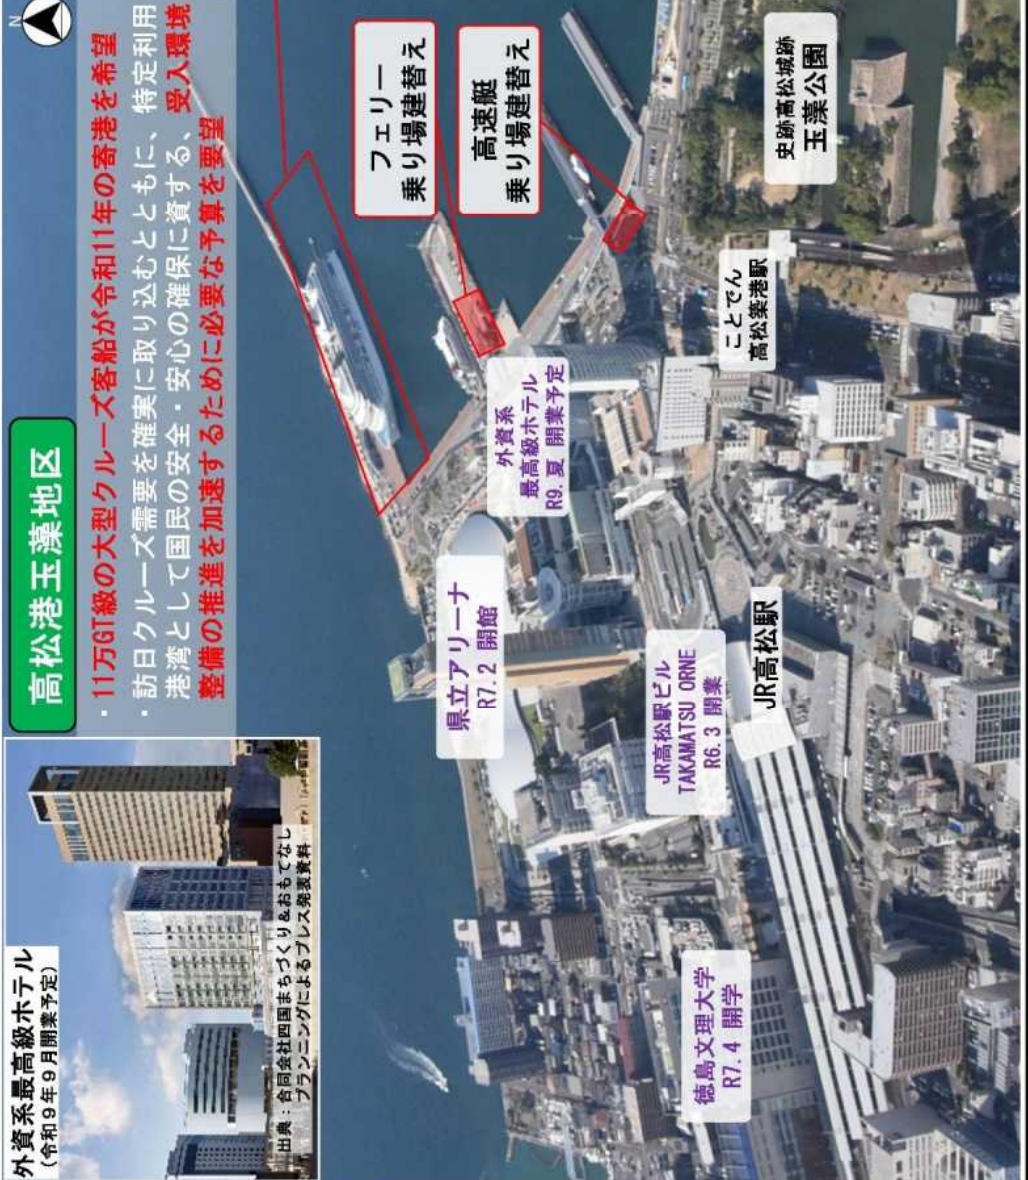 外資系最高級ホテル
(令和9年9月開業予定)
出典：合同会社四国まちづくり＆おもてなし
プランニングによるプレス発表資料
高松港玉藻地区
・11万GT級の大型クルーズ客船が令和11年の寄港を希望
・訪日クルーズ需要を確実に取り込むとともに、特定利用
港湾として国民の安全・安心の確保に資する、受入環境
整備の推進を加速するために必要な予算を要望
N
フェリー
乗り場建替え
高速艇
乗り場建替え
県立アリーナ
R7.2 開館
外資系
最高級ホテル
R9.夏 開業予定
史跡高松城跡
玉藻公園
ことでん
高松築港駅
JR高松駅ビル
TAKAMATSU ORNE
R6.3 開業
JR高松駅
徳島文理大学
R7.4 開学